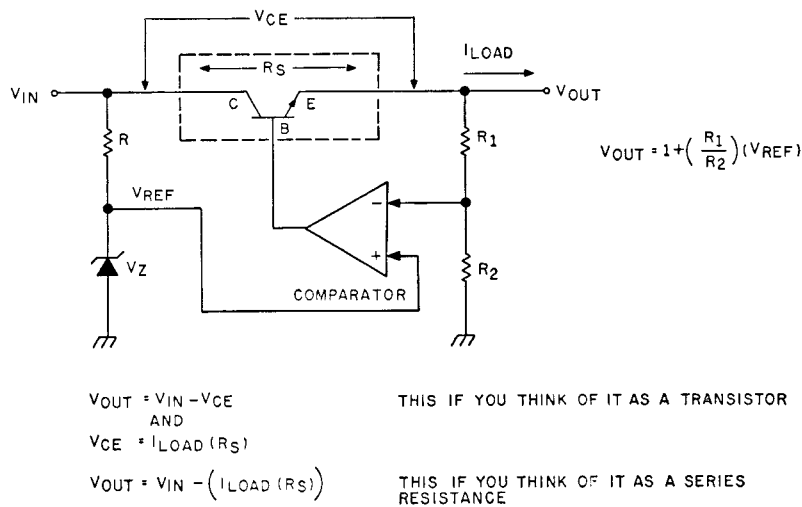 VCE
RS
ILOAD
VIN
C
E
B
VOUT
R
R1
VOUT = 1+(R1/R2)(VREF)
VREF
−
+
VZ
R2
COMPARATOR
VOUT = VIN − VCE
THIS IF YOU THINK OF IT AS A TRANSISTOR
AND
VCE = ILOAD (RS)
VOUT = VIN − (ILOAD (RS))
THIS IF YOU THINK OF IT AS A SERIES
RESISTANCE